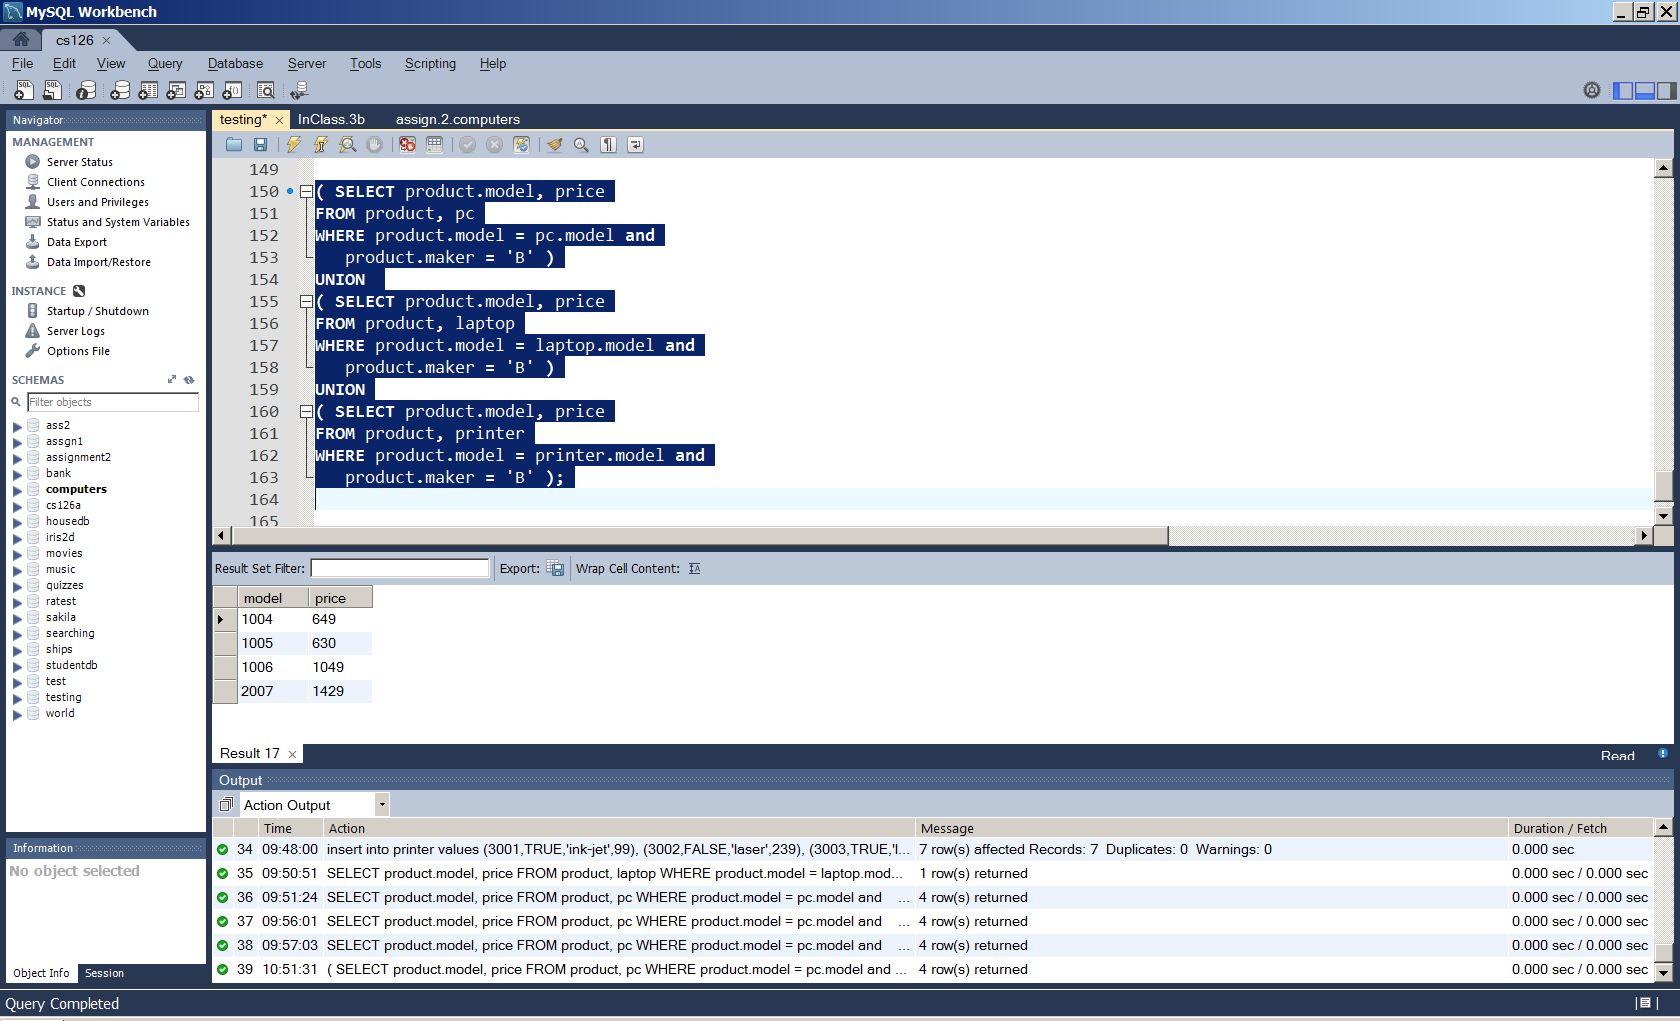 MySQL Workbench
cs126
File Edit View Query Database Server Tools Scripting Help
Navigator
MANAGEMENT
Server Status
Client Connections
Users and Privileges
Status and System Variables
Data Export
Data Import/Restore
INSTANCE
Startup / Shutdown
Server Logs
Options File
SCHEMAS
Filter objects
ass2
assgn1
assignment2
bank
computers
cs126a
housedb
iris2d
movies
music
quizzes
ratest
sakila
searching
ships
studentdb
test
testing
world
Information
No object selected
Object Info Session
testing* InClass.3b assign.2.computers
149
150 ( SELECT product.model, price
151 FROM product, pc
152 WHERE product.model = pc.model and
153 product.maker = 'B' )
154 UNION
155 ( SELECT product.model, price
156 FROM product, laptop
157 WHERE product.model = laptop.model and
158 product.maker = 'B' )
159 UNION
160 ( SELECT product.model, price
161 FROM product, printer
162 WHERE product.model = printer.model and
163 product.maker = 'B' );
164
165
Result Set Filter: Export: Wrap Cell Content:
model price
1004 649
1005 630
1006 1049
2007 1429
Result 17 Read
Output
Action Output
Time Action Message Duration / Fetch
34 09:48:00 insert into printer values (3001,TRUE,'ink-jet',99), (3002,FALSE,'laser',239), (3003,TRUE,'l... 7 row(s) affected Records: 7 Duplicates: 0 Warnings: 0 0.000 sec
35 09:50:51 SELECT product.model, price FROM product, laptop WHERE product.model = laptop.mod... 1 row(s) returned 0.000 sec / 0.000 sec
36 09:51:24 SELECT product.model, price FROM product, pc WHERE product.model = pc.model and ... 4 row(s) returned 0.000 sec / 0.000 sec
37 09:56:01 SELECT product.model, price FROM product, pc WHERE product.model = pc.model and ... 4 row(s) returned 0.000 sec / 0.000 sec
38 09:57:03 SELECT product.model, price FROM product, pc WHERE product.model = pc.model and ... 4 row(s) returned 0.000 sec / 0.000 sec
39 10:51:31 ( SELECT product.model, price FROM product, pc WHERE product.model = pc.model and ... 4 row(s) returned 0.000 sec / 0.000 sec
Query Completed